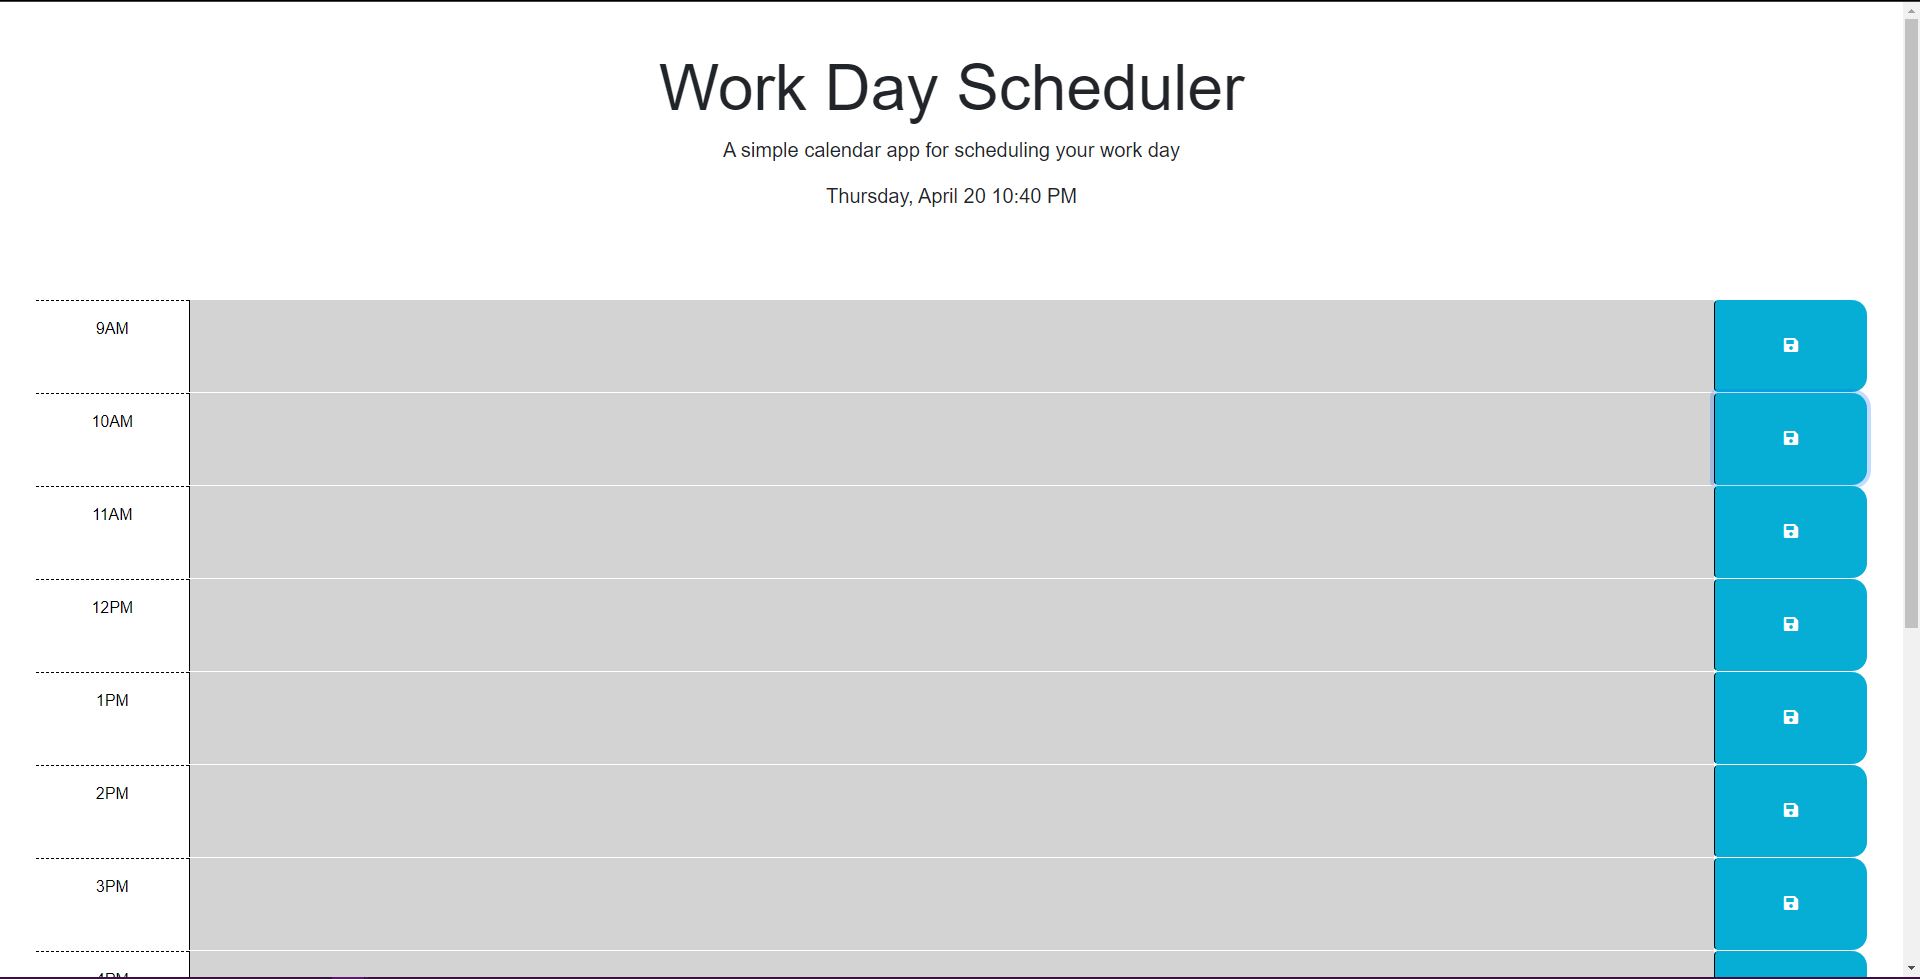 Work Day Scheduler
A simple calendar app for scheduling your work day
Thursday, April 20 10:40 PM
9AM
10AM
11AM
12PM
1PM
2PM
3PM
4PM